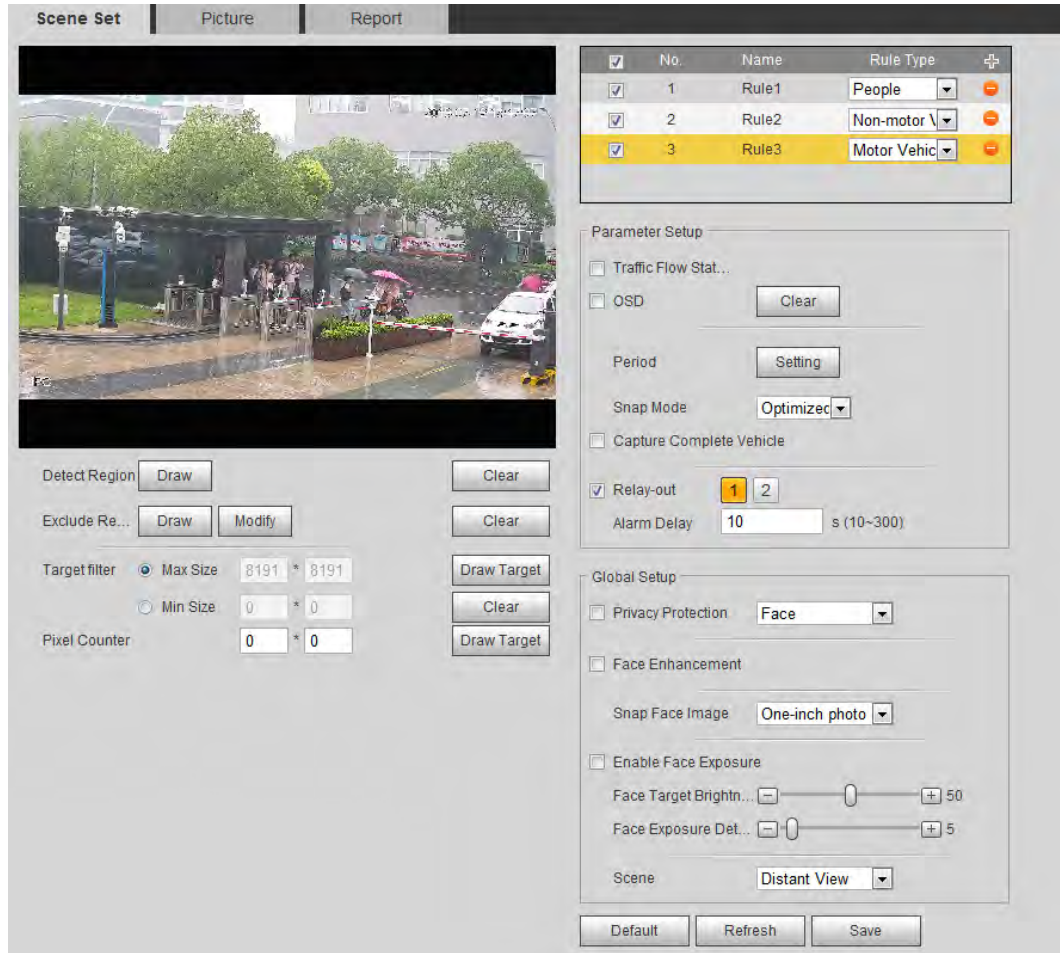 Scene Set Picture Report
No. Name Rule Type
1 Rule1 People
2 Rule2 Non-motor V
3 Rule3 Motor Vehic
Parameter Setup
Traffic Flow Stat...
OSD Clear
Period Setting
Snap Mode Optimized
Capture Complete Vehicle
Relay-out 1 2
Alarm Delay 10 s (10~300)
Detect Region Draw Clear
Exclude Re... Draw Modify Clear
Target filter Max Size 8191 * 8191 Draw Target
Min Size 0 * 0 Clear
Pixel Counter 0 * 0 Draw Target
Global Setup
Privacy Protection Face
Face Enhancement
Snap Face Image One-inch photo
Enable Face Exposure
Face Target Brightn... 50
Face Exposure Det... 5
Scene Distant View
Default Refresh Save